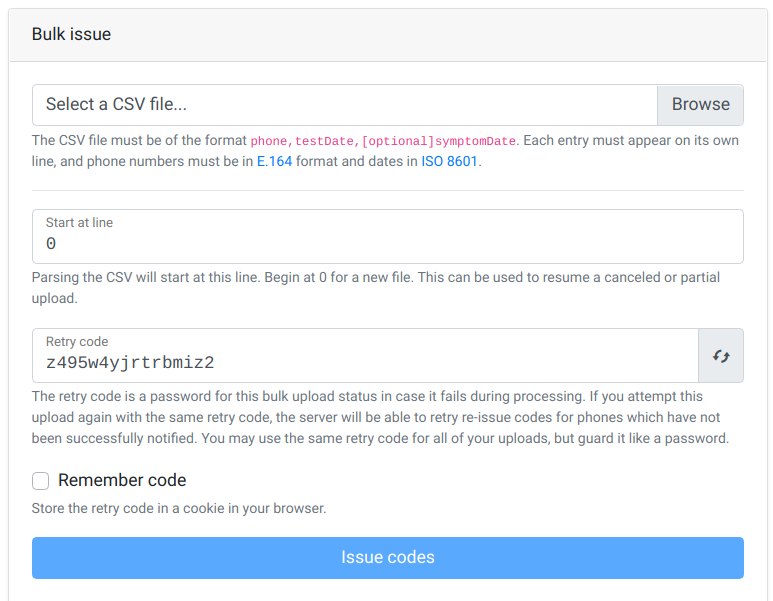 Bulk issue
Select a CSV file...
Browse
The CSV file must be of the format phone,testDate,[optional]symptomDate. Each entry must appear on its own
line, and phone numbers must be in E.164 format and dates in ISO 8601.
Start at line
0
Parsing the CSV will start at this line. Begin at 0 for a new file. This can be used to resume a canceled or partial
upload.
Retry code
z495w4yjrtrbmiz2
The retry code is a password for this bulk upload status in case it fails during processing. If you attempt this
upload again with the same retry code, the server will be able to retry re-issue codes for phones which have not
been successfully notified. You may use the same retry code for all of your uploads, but guard it like a password.
Remember code
Store the retry code in a cookie in your browser.
Issue codes